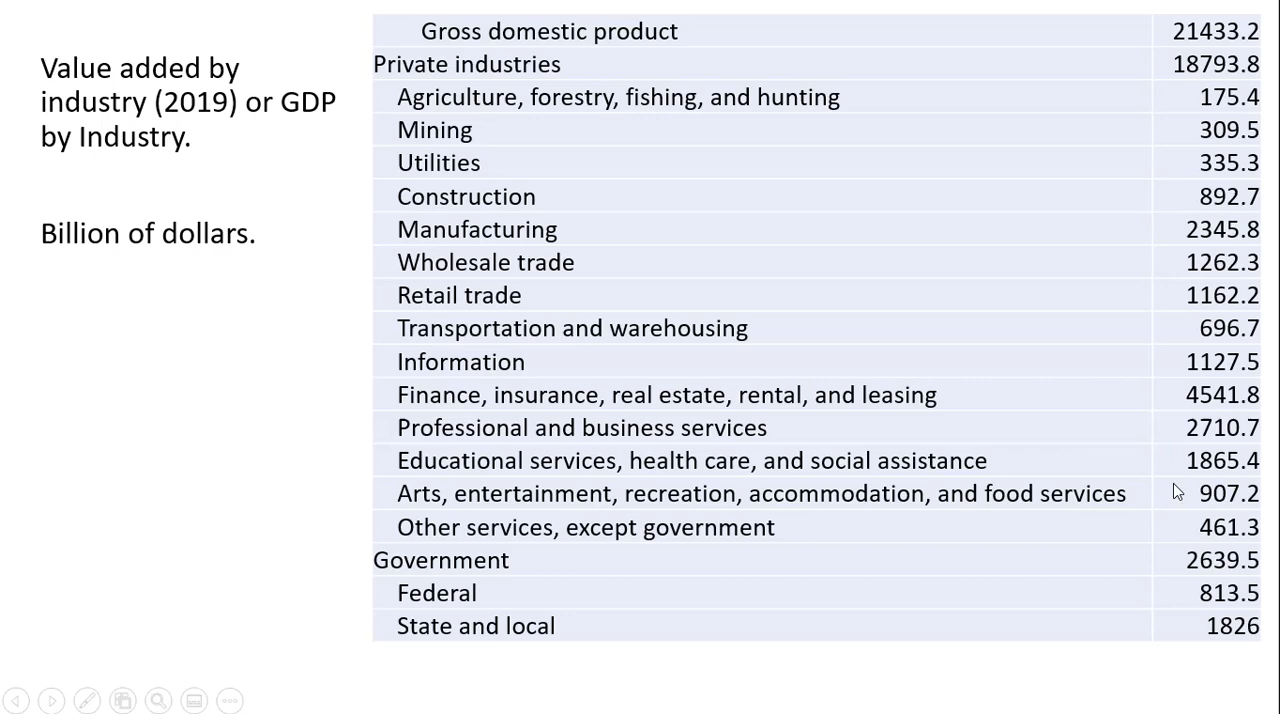 Value added by
industry (2019) or GDP
by Industry.
Billion of dollars.
Gross domestic product 21433.2
Private industries 18793.8
Agriculture, forestry, fishing, and hunting 175.4
Mining 309.5
Utilities 335.3
Construction 892.7
Manufacturing 2345.8
Wholesale trade 1262.3
Retail trade 1162.2
Transportation and warehousing 696.7
Information 1127.5
Finance, insurance, real estate, rental, and leasing 4541.8
Professional and business services 2710.7
Educational services, health care, and social assistance 1865.4
Arts, entertainment, recreation, accommodation, and food services 907.2
Other services, except government 461.3
Government 2639.5
Federal 813.5
State and local 1826